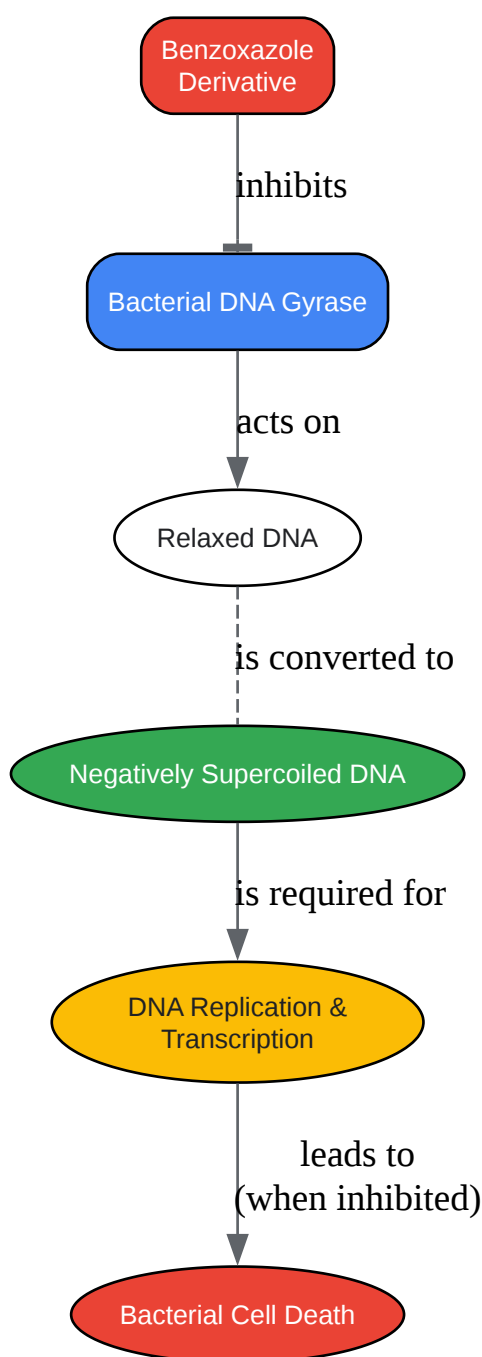 Benzoxazole
Derivative
inhibits
Bacterial DNA Gyrase
acts on
Relaxed DNA
is converted to
Negatively Supercoiled DNA
is required for
DNA Replication &
Transcription
leads to
(when inhibited)
Bacterial Cell Death